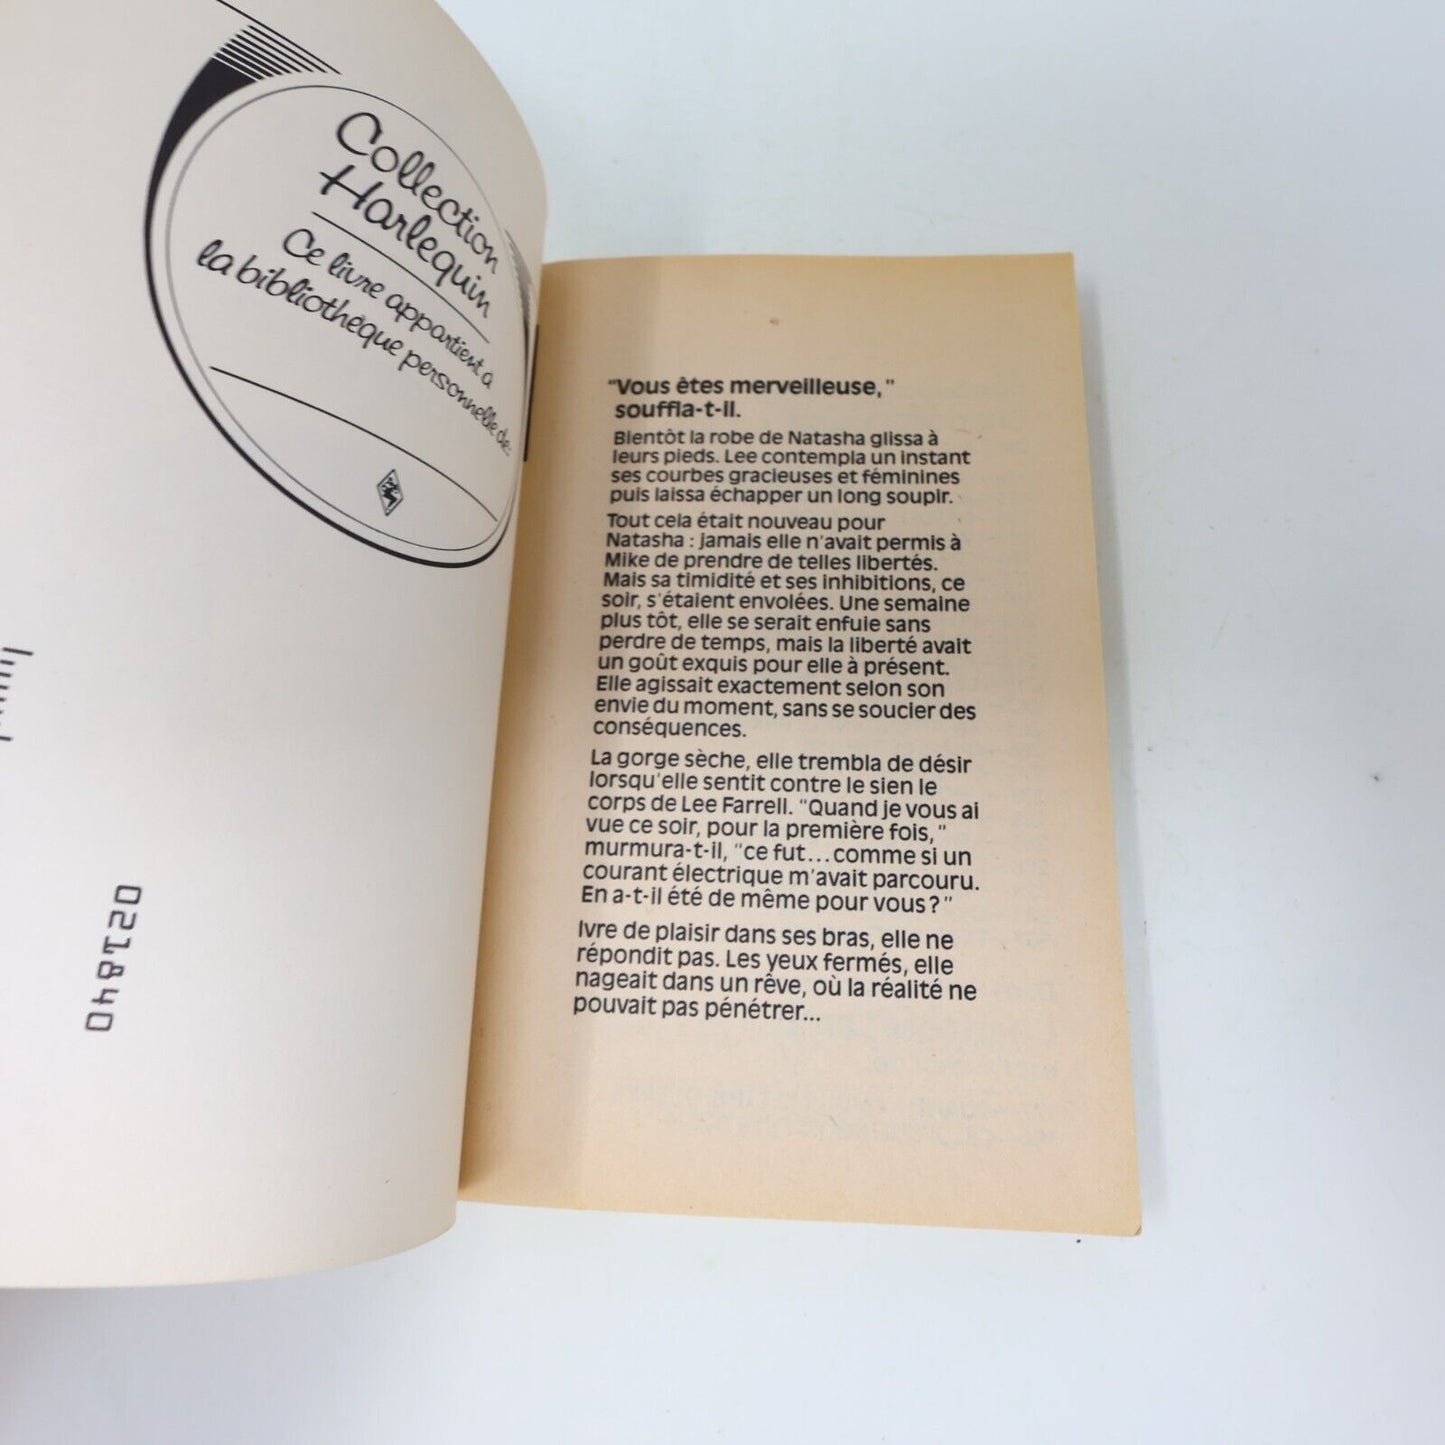 Collection
Harlequin
Ce livre appartient à
la bibliothèque personnelle de:
021840
"Vous êtes merveilleuse,"
souffla-t-il.
Bientôt la robe de Natasha glissa à
leurs pieds. Lee contempla un instant
ses courbes gracieuses et féminines
puis laissa échapper un long soupir.
Tout cela était nouveau pour
Natasha : jamais elle n'avait permis à
Mike de prendre de telles libertés.
Mais sa timidité et ses inhibitions, ce
soir, s'étaient envolées. Une semaine
plus tôt, elle se serait enfuie sans
perdre de temps, mais la liberté avait
un goût exquis pour elle à présent.
Elle agissait exactement selon son
envie du moment, sans se soucier des
conséquences.
La gorge sèche, elle trembla de désir
lorsqu'elle sentit contre le sien le
corps de Lee Farrell. "Quand je vous ai
vue ce soir, pour la première fois,"
murmura-t-il, "ce fut...comme si un
courant électrique m'avait parcouru.
En a-t-il été de même pour vous?"
Ivre de plaisir dans ses bras, elle ne
répondit pas. Les yeux fermés, elle
nageait dans un rêve, où la réalité ne
pouvait pas pénétrer...